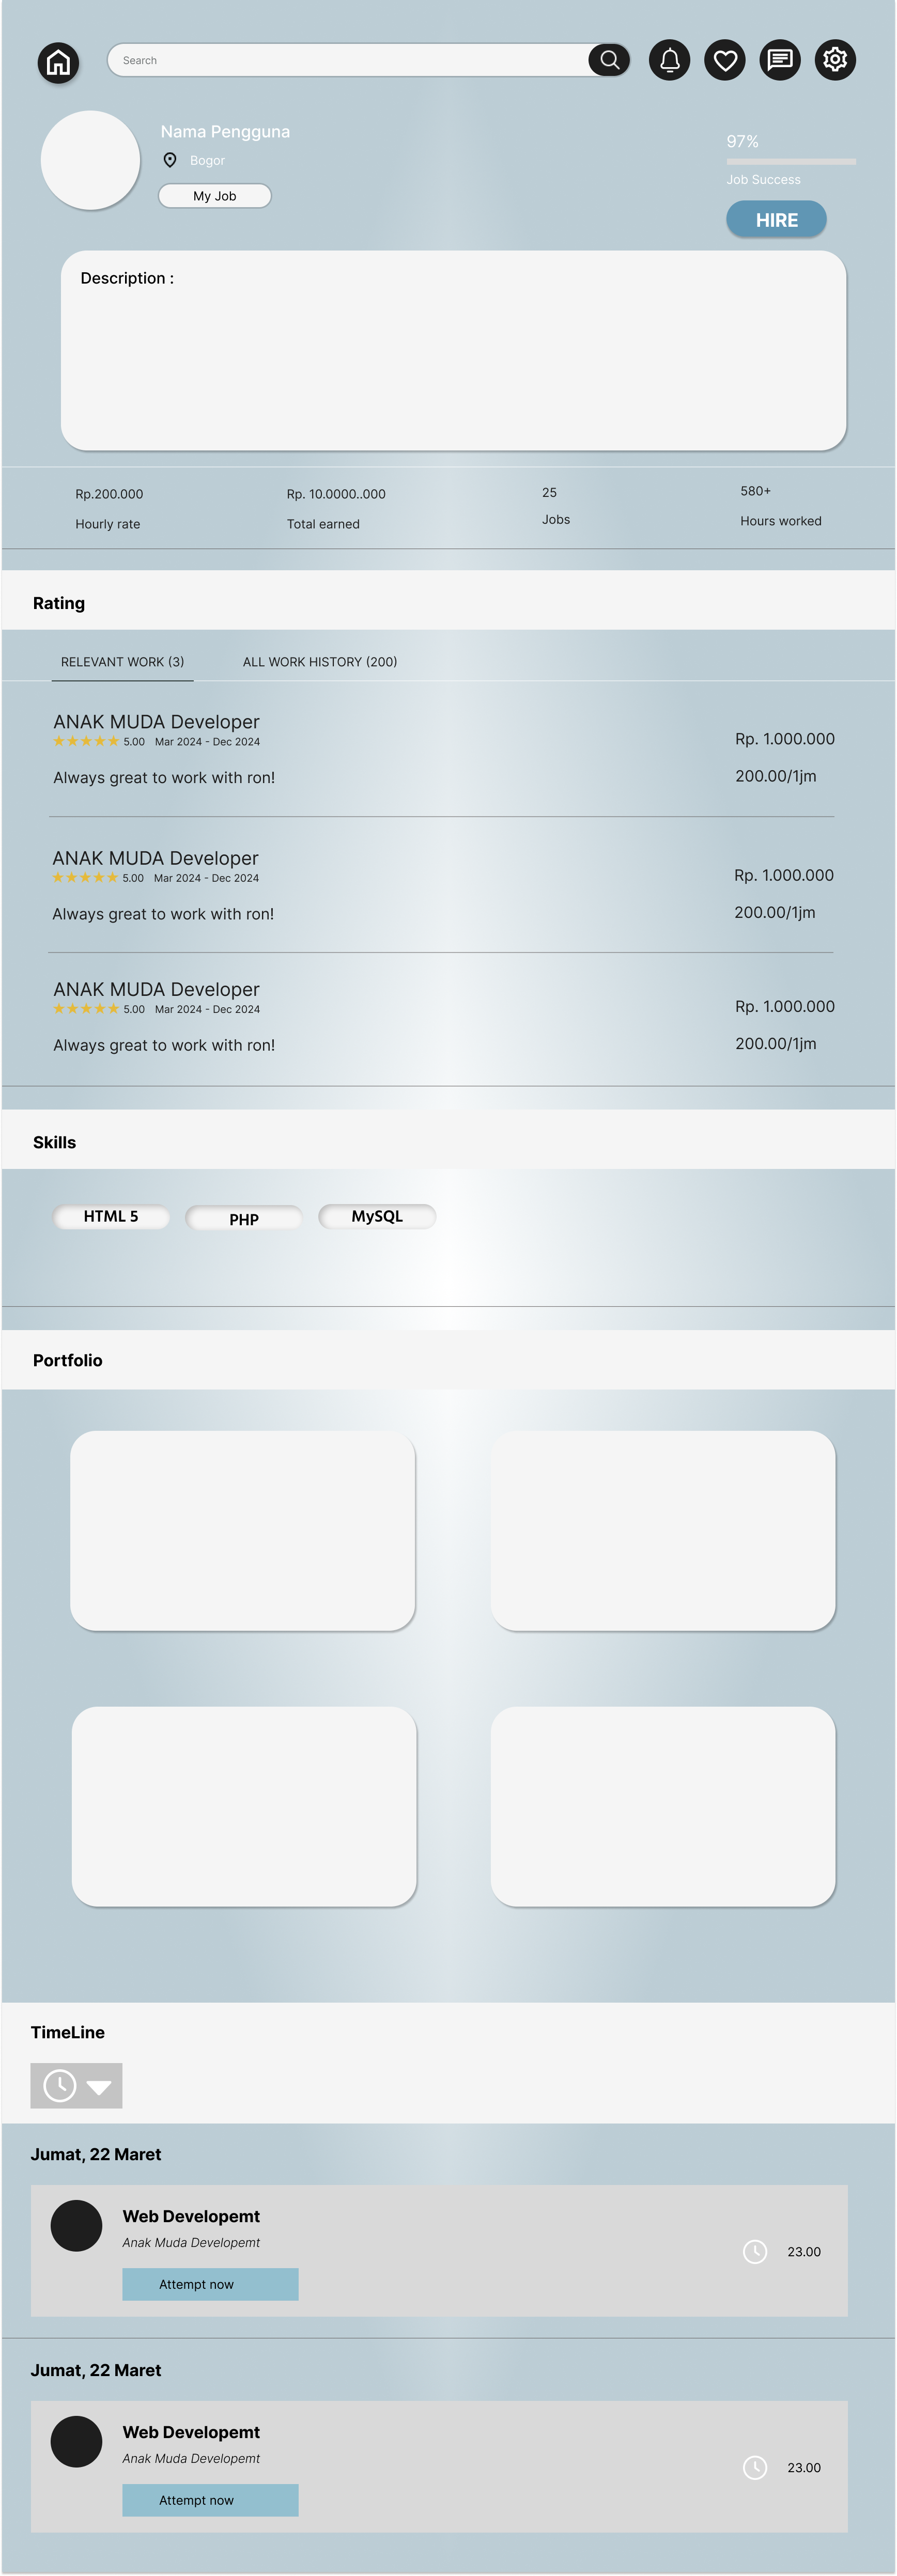 Search
Nama Pengguna
Bogor
My Job
97%
Job Success
HIRE
Description :
Rp.200.000
Hourly rate
Rp. 10.0000..000
Total earned
25
Jobs
580+
Hours worked
Rating
RELEVANT WORK (3)
ALL WORK HISTORY (200)
ANAK MUDA Developer
5.00 Mar 2024 - Dec 2024
Always great to work with ron!
Rp. 1.000.000
200.00/1jm
ANAK MUDA Developer
5.00 Mar 2024 - Dec 2024
Always great to work with ron!
Rp. 1.000.000
200.00/1jm
ANAK MUDA Developer
5.00 Mar 2024 - Dec 2024
Always great to work with ron!
Rp. 1.000.000
200.00/1jm
Skills
HTML 5
PHP
MySQL
Portfolio
TimeLine
Jumat, 22 Maret
Web Developemt
Anak Muda Developemt
Attempt now
23.00
Jumat, 22 Maret
Web Developemt
Anak Muda Developemt
Attempt now
23.00